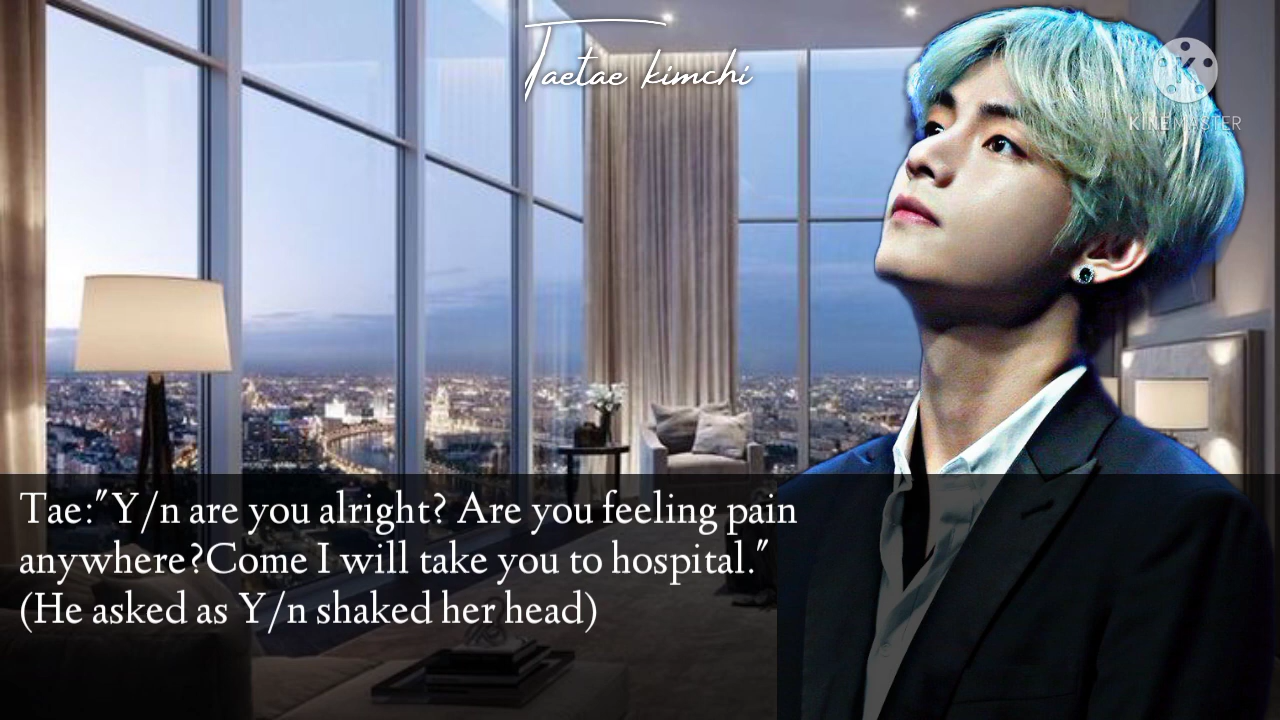 Taetae kimchi
KINEMASTER
Tae:"Y/n are you alright? Are you feeling pain
anywhere?Come I will take you to hospital."
(He asked as Y/n shaked her head)